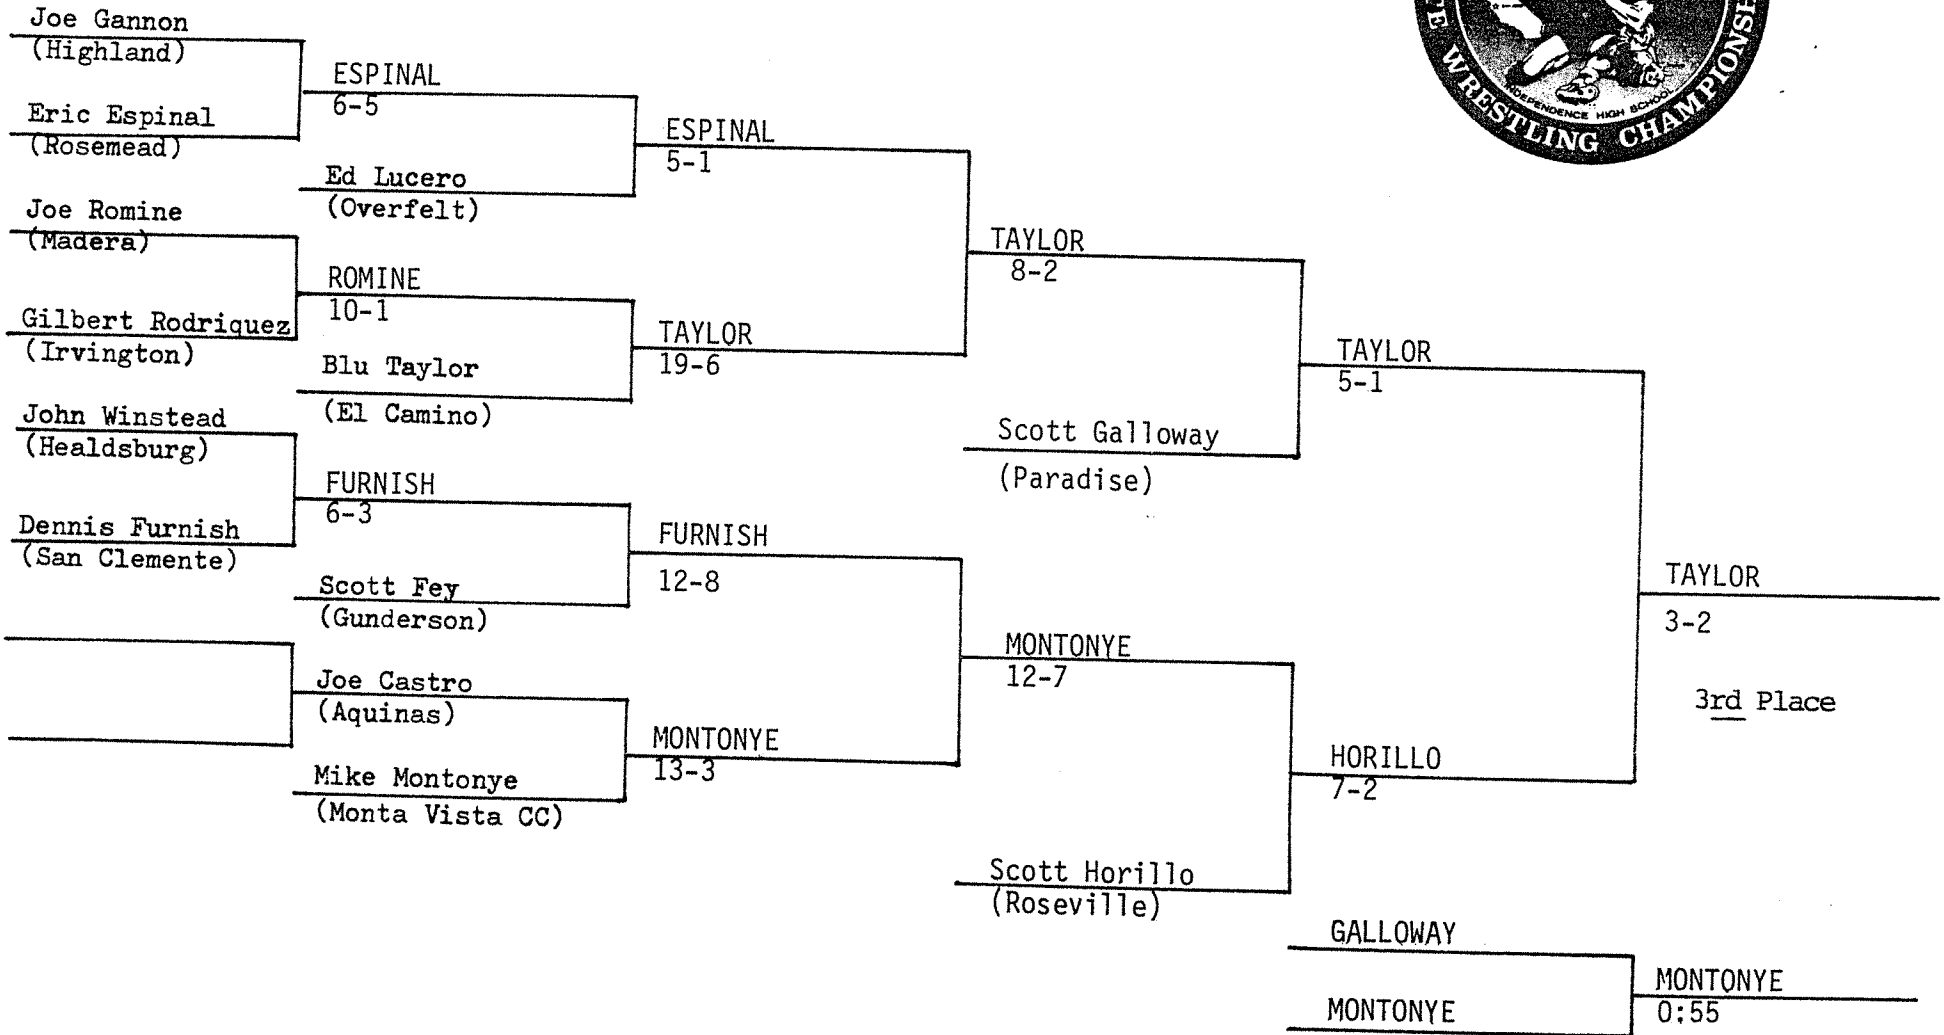 Joe Gannon
(Highland)
ESPINAL
6-5
Eric Espinal
(Rosemead)
ESPINAL
5-1
Ed Lucero
(Overfelt)
Joe Romine
(Madera)
TAYLOR
8-2
ROMINE
10-1
Gilbert Rodriquez
(Irvington)
TAYLOR
19-6
Blu Taylor
(El Camino)
TAYLOR
5-1
John Winstead
(Healdsburg)
Scott Galloway
(Paradise)
FURNISH
6-3
Dennis Furnish
(San Clemente)
FURNISH
12-8
Scott Fey
(Gunderson)
TAYLOR
3-2
MONTONYE
12-7
Joe Castro
(Aquinas)
3rd Place
MONTONYE
13-3
Mike Montonye
(Monta Vista CC)
HORILLO
7-2
Scott Horillo
(Roseville)
GALLOWAY
MONTONYE
0:55
MONTONYE
INDEPENDENCE HIGH SCHOOL
WRESTLING CHAMPIONSH